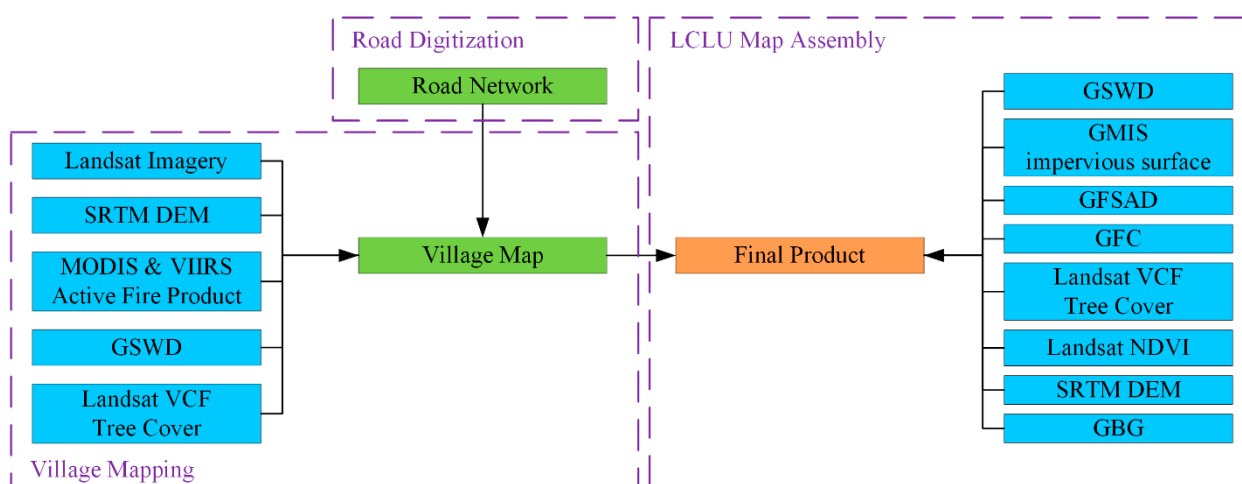 Road Digitization
Road Network
LCLU Map Assembly
Landsat Imagery
SRTM DEM
MODIS & VIIRS
Active Fire Product
GSWD
Landsat VCF
Tree Cover
Village Mapping
Village Map
Final Product
GSWD
GMIS
impervious surface
GFSAD
GFC
Landsat VCF
Tree Cover
Landsat NDVI
SRTM DEM
GBG